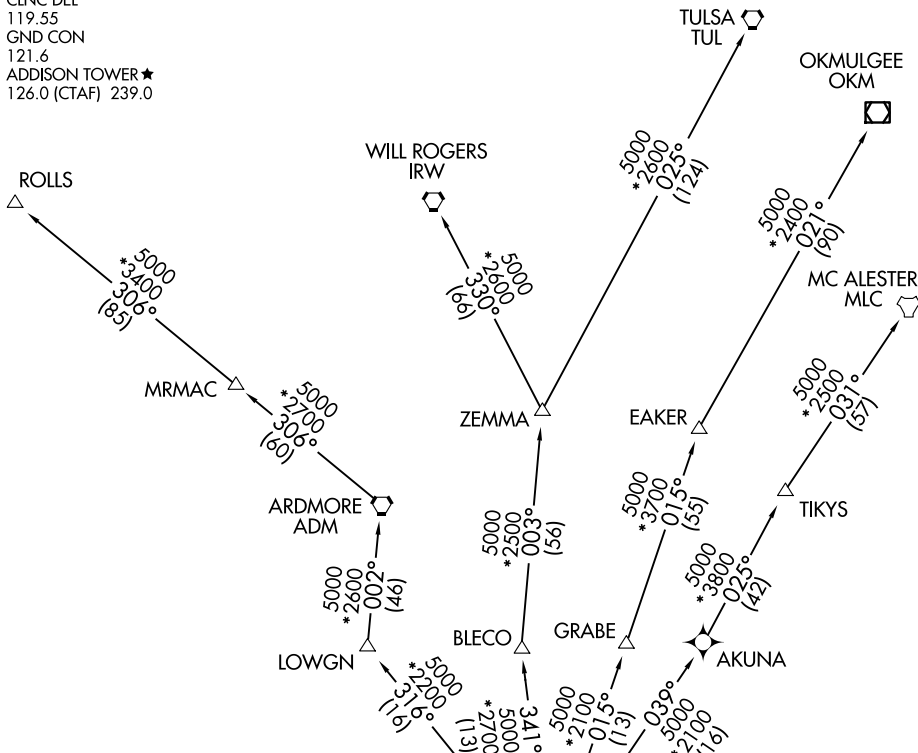 CLNC DEL
119.55
GND CON
121.6
ADDISON TOWER★
126.0 (CTAF) 239.0
TULSA
TUL
OKMULGEE
OKM
5000
*2600
025°
(124)
WILL ROGERS
IRW
ROLLS
5000
*2400
021°
(90)
5000
*3400
306°
(85)
5000
*2600
330°
(66)
MC ALESTER
MLC
MRMAC
5000
*2700
306°
(60)
ZEMMA
EAKER
5000
*2500
031°
(57)
ARDMORE
ADM
5000
*2500
003°
(56)
5000
*3700
015°
(55)
TIKYS
5000
*2600
002°
(46)
5000
*3800
025°
(42)
LOWGN
BLECO
GRABE
AKUNA
5000
*2200
316°
(16)
341°
5000
*2700
(13)
5000
*2100
015°
(13)
039°
5000
*2100
(16)